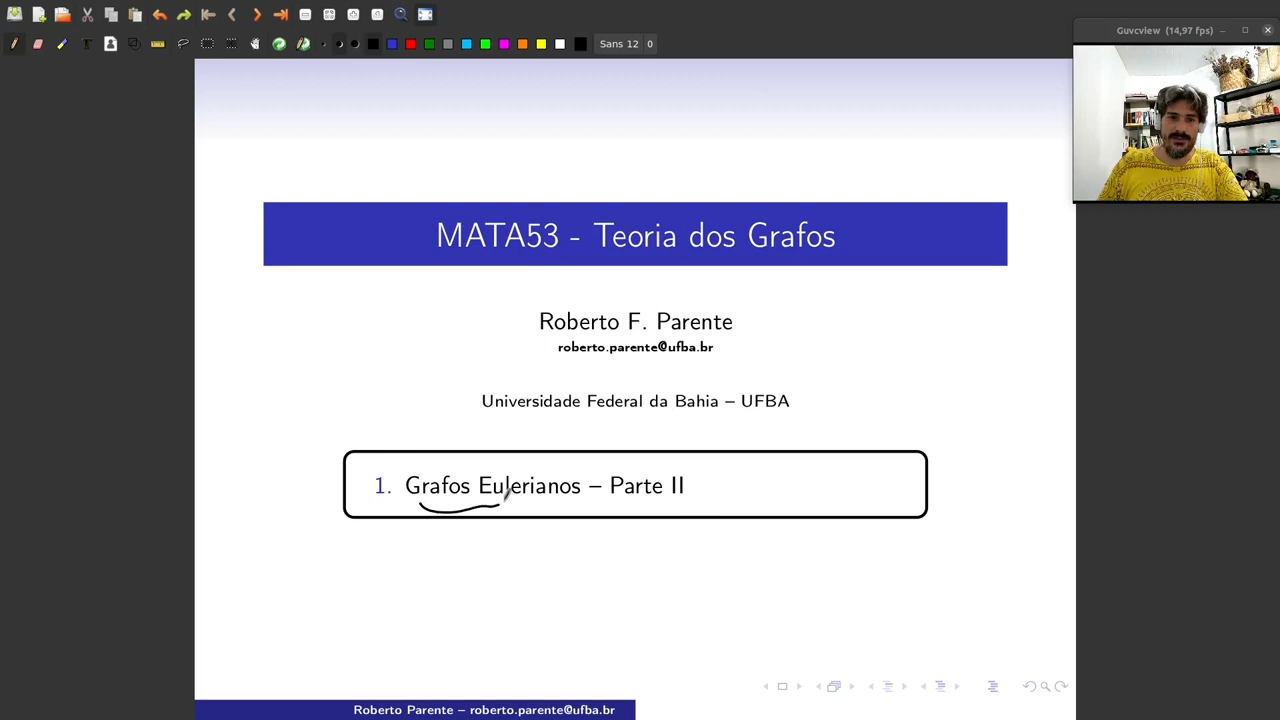 Sans 12 0
Guvcview (14,97 fps)
MATA53 - Teoria dos Grafos
Roberto F. Parente
roberto.parente@ufba.br
Universidade Federal da Bahia – UFBA
1. Grafos Eulerianos – Parte II
Roberto Parente – roberto.parente@ufba.br